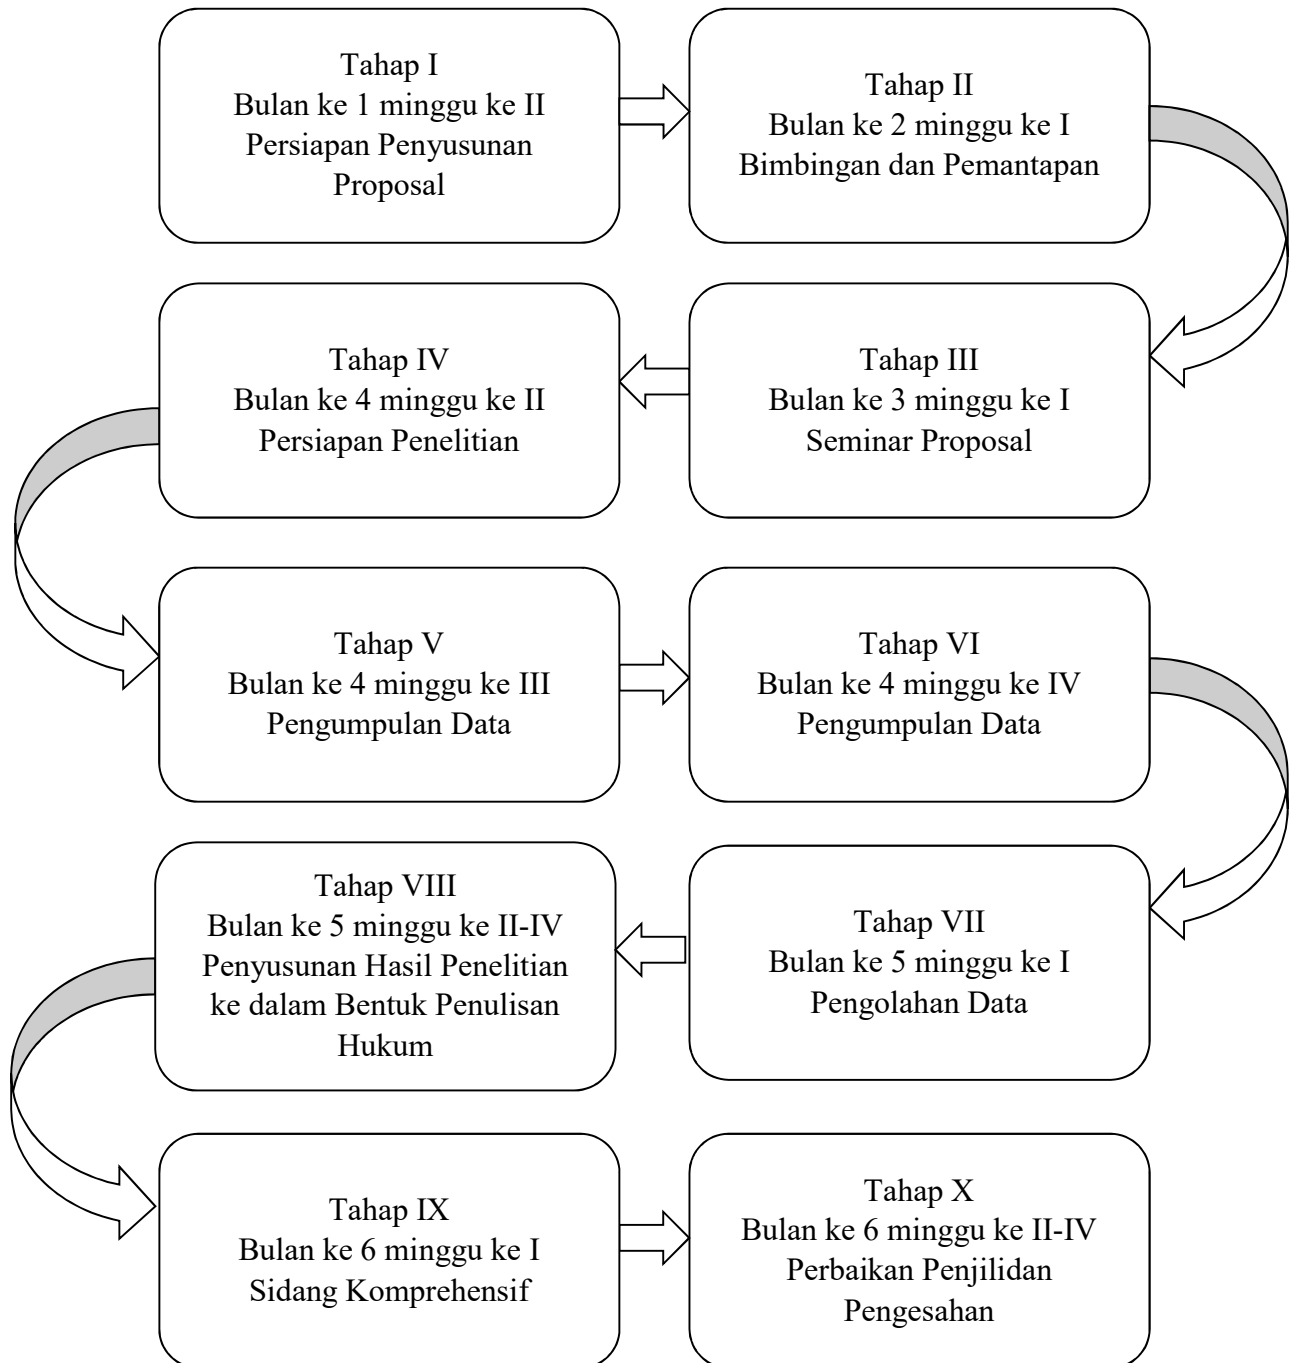 Tahap I
Bulan ke 1 minggu ke II
Persiapan Penyusunan
Proposal
Tahap II
Bulan ke 2 minggu ke I
Bimbingan dan Pemantapan
Tahap III
Bulan ke 3 minggu ke I
Seminar Proposal
Tahap IV
Bulan ke 4 minggu ke II
Persiapan Penelitian
Tahap V
Bulan ke 4 minggu ke III
Pengumpulan Data
Tahap VI
Bulan ke 4 minggu ke IV
Pengumpulan Data
Tahap VII
Bulan ke 5 minggu ke I
Pengolahan Data
Tahap VIII
Bulan ke 5 minggu ke II-IV
Penyusunan Hasil Penelitian
ke dalam Bentuk Penulisan
Hukum
Tahap IX
Bulan ke 6 minggu ke I
Sidang Komprehensif
Tahap X
Bulan ke 6 minggu ke II-IV
Perbaikan Penjilidan
Pengesahan